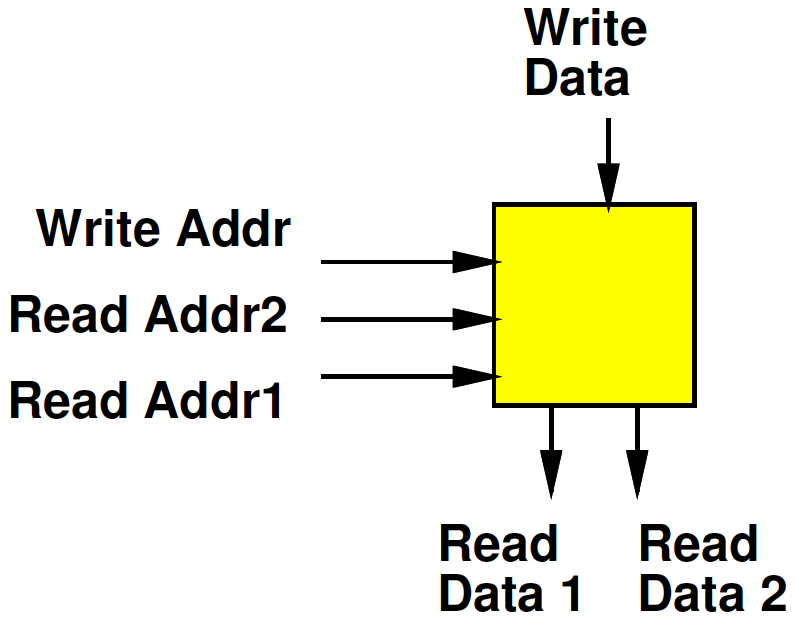 Write
Data
Write Addr
Read Addr2
Read Addr1
Read
Data 1
Read
Data 2